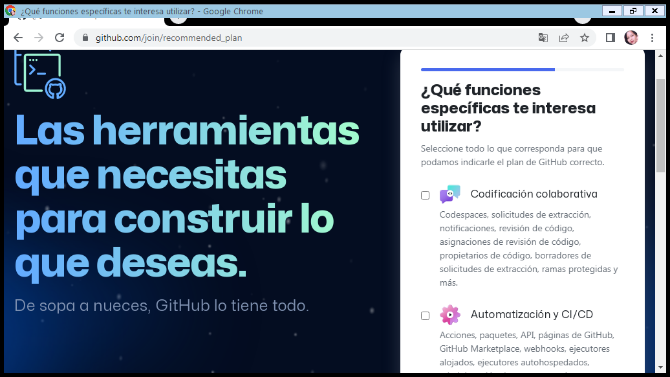 ¿Qué funciones específicas te interesa utilizar? - Google Chrome
github.com/join/recommended_plan
Las herramientas
que necesitas
para construir lo
que deseas.
De sopa a nueces, GitHub lo tiene todo.
¿Qué funciones
específicas te interesa
utilizar?
Seleccione todo lo que corresponda para que
podamos indicarle el plan de GitHub correcto.
Codificación colaborativa
Codespaces, solicitudes de extracción,
notificaciones, revisión de código,
asignaciones de revisión de código,
propietarios de código, borradores de
solicitudes de extracción, ramas protegidas y
más.
Automatización y CI/CD
Acciones, paquetes, API, páginas de GitHub,
GitHub Marketplace, webhooks, ejecutores
alojados, ejecutores autohospedados,